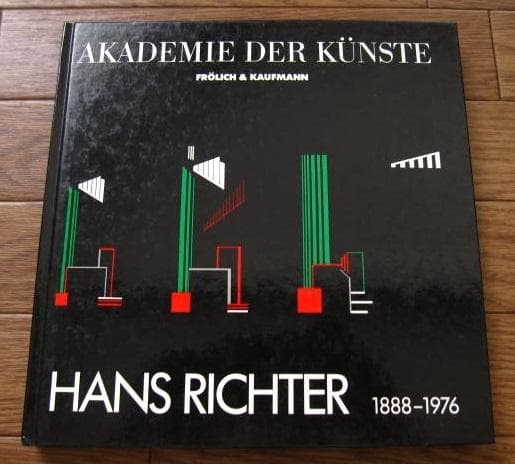 AKADEMIE DER KÜNSTE
FRÖLICH & KAUFMANN
HANS RICHTER 1888–1976